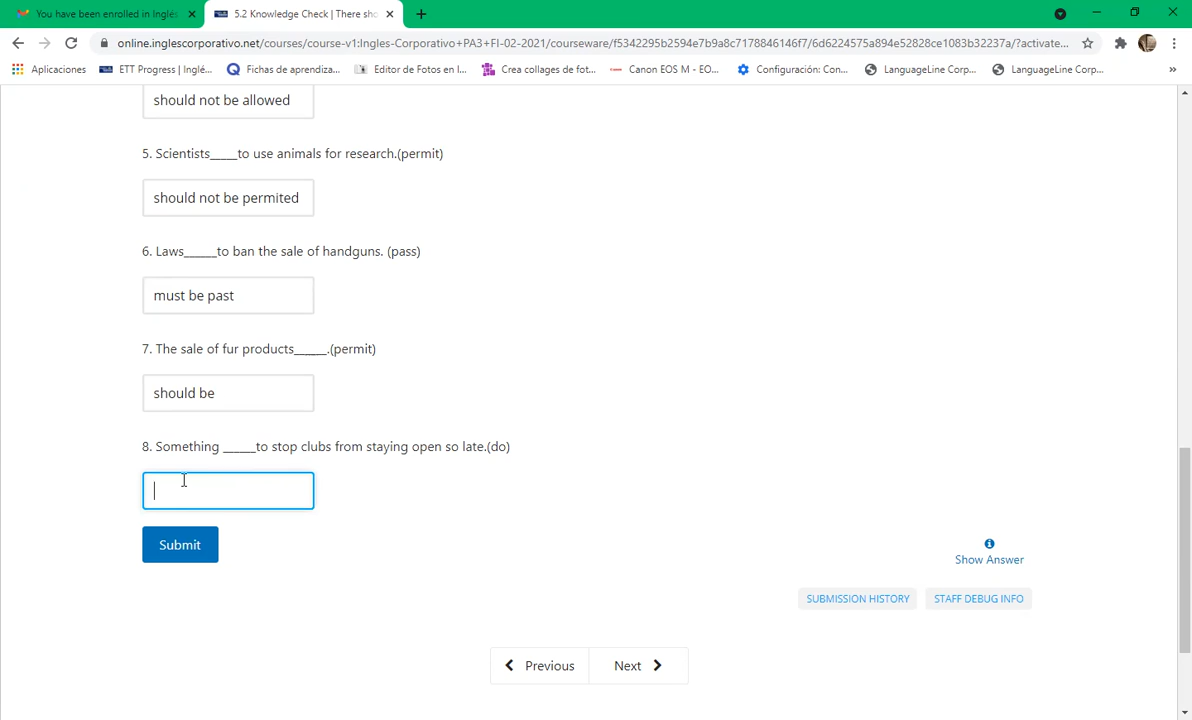 You have been enrolled in Inglés
5.2 Knowledge Check | There sho
online.inglescorporativo.net/courses/course-v1:Ingles-Corporativo+PA3+FI-02-2021/courseware/f5342295b2594e7b9a8c7178846146f7/6d6224575a894e52828ce1083b32237a/?activate...
Aplicaciones
ETT Progress | Inglé...
Fichas de aprendiza...
Editor de Fotos en l...
Crea collages de fot...
Canon EOS M - EO...
Configuración: Con...
LanguageLine Corp...
LanguageLine Corp...
»
should not be allowed
5. Scientists____to use animals for research.(permit)
should not be permited
6. Laws_____to ban the sale of handguns. (pass)
must be past
7. The sale of fur products_____.(permit)
should be
8. Something _____to stop clubs from staying open so late.(do)
Submit
Show Answer
SUBMISSION HISTORY
STAFF DEBUG INFO
Previous
Next